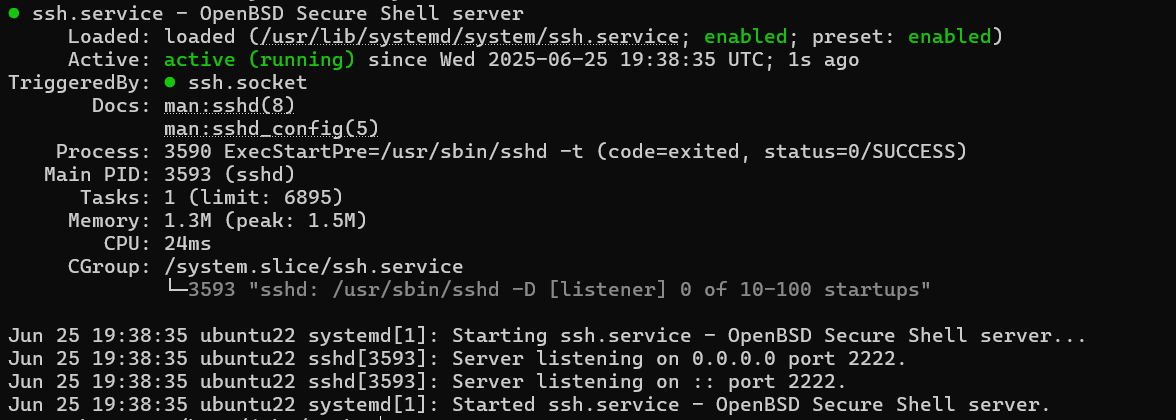 ● ssh.service - OpenBSD Secure Shell server
     Loaded: loaded (/usr/lib/systemd/system/ssh.service; enabled; preset: enabled)
     Active: active (running) since Wed 2025-06-25 19:38:35 UTC; 1s ago
TriggeredBy: ● ssh.socket
       Docs: man:sshd(8)
             man:sshd_config(5)
    Process: 3590 ExecStartPre=/usr/sbin/sshd -t (code=exited, status=0/SUCCESS)
   Main PID: 3593 (sshd)
      Tasks: 1 (limit: 6895)
     Memory: 1.3M (peak: 1.5M)
        CPU: 24ms
     CGroup: /system.slice/ssh.service
             └─3593 "sshd: /usr/sbin/sshd -D [listener] 0 of 10-100 startups"

Jun 25 19:38:35 ubuntu22 systemd[1]: Starting ssh.service - OpenBSD Secure Shell server...
Jun 25 19:38:35 ubuntu22 sshd[3593]: Server listening on 0.0.0.0 port 2222.
Jun 25 19:38:35 ubuntu22 sshd[3593]: Server listening on :: port 2222.
Jun 25 19:38:35 ubuntu22 systemd[1]: Started ssh.service - OpenBSD Secure Shell server.